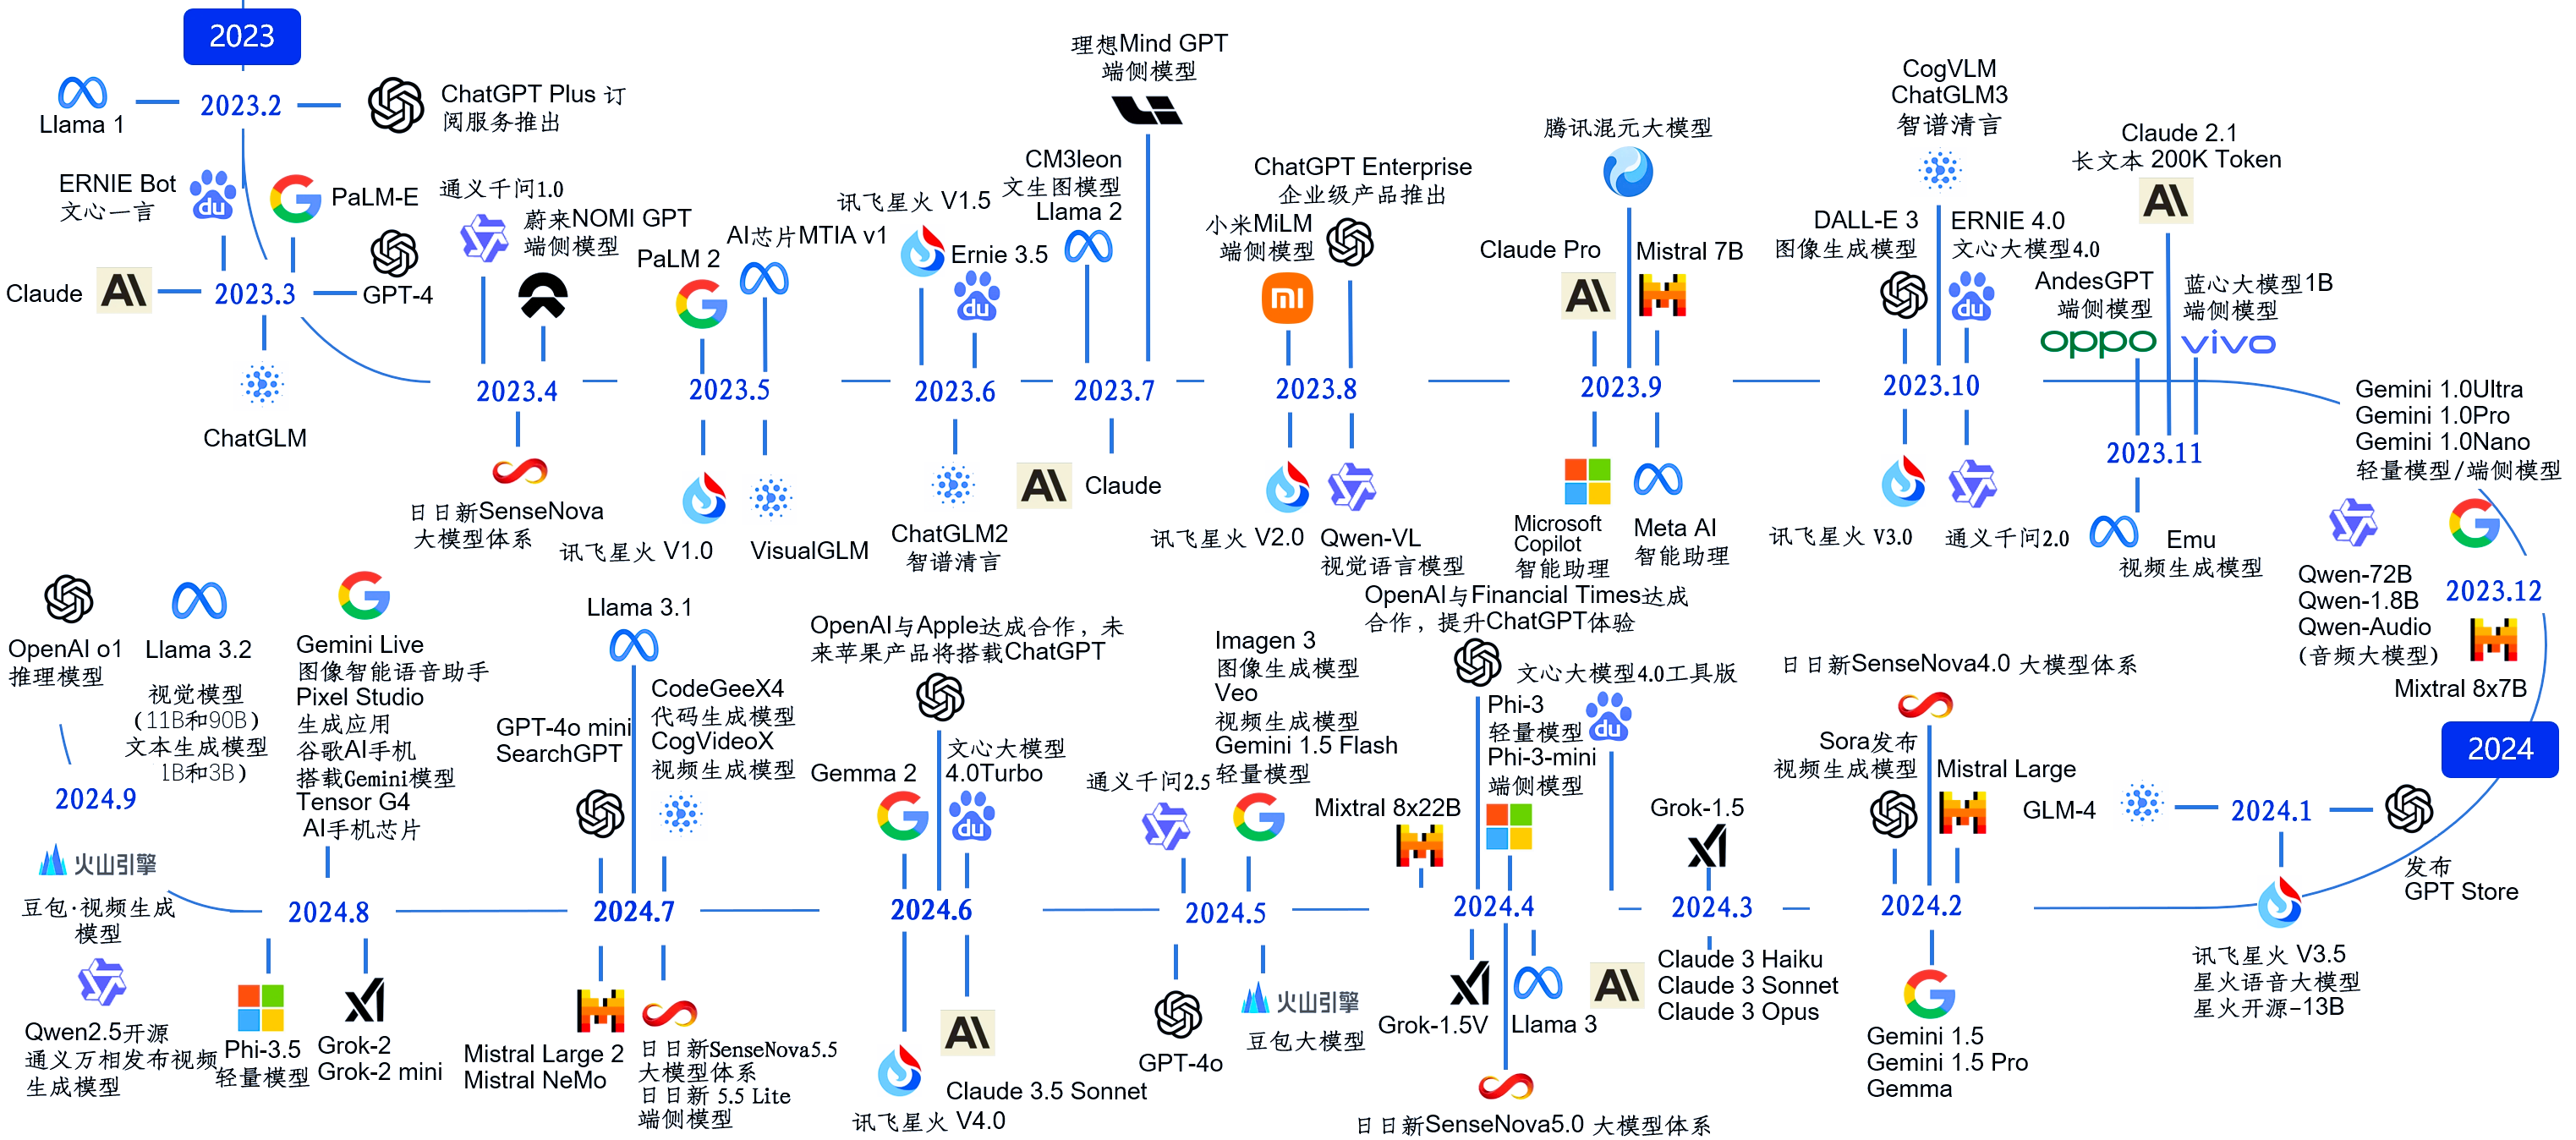 2023
Llama 1
2023.2
ChatGPT Plus 订
阅服务推出
ERNIE Bot
文心一言
du
PaLM-E
Claude
AI
2023.3
GPT-4
ChatGLM
通义千问1.0
蔚来NOMI GPT
端侧模型
2023.4
日日新SenseNova
大模型体系
PaLM 2
AI芯片MTIA v1
2023.5
讯飞星火 V1.0
VisualGLM
讯飞星火 V1.5
Ernie 3.5
du
2023.6
ChatGLM2
智谱清言
理想Mind GPT
端侧模型
CM3leon
文生图模型
Llama 2
2023.7
AI
Claude
ChatGPT Enterprise
企业级产品推出
小米MiLM
端侧模型
mi
2023.8
讯飞星火 V2.0
Qwen-VL
视觉语言模型
腾讯混元大模型
Claude Pro
AI
Mistral 7B
2023.9
Microsoft
Copilot
智能助理
Meta AI
智能助理
CogVLM
ChatGLM3
智谱清言
DALL-E 3
图像生成模型
ERNIE 4.0
文心大模型4.0
du
2023.10
讯飞星火 V3.0
通义千问2.0
Claude 2.1
长文本 200K Token
AI
AndesGPT
端侧模型
oppo
蓝心大模型1B
端侧模型
vivo
2023.11
Emu
视频生成模型
Gemini 1.0Ultra
Gemini 1.0Pro
Gemini 1.0Nano
轻量模型/端侧模型
Qwen-72B
Qwen-1.8B
Qwen-Audio
(音频大模型)
2023.12
Mixtral 8x7B
2024
GLM-4
2024.1
发布
GPT Store
讯飞星火 V3.5
星火语音大模型
星火开源-13B
日日新SenseNova4.0 大模型体系
Sora发布
视频生成模型
Mistral Large
2024.2
Gemini 1.5
Gemini 1.5 Pro
Gemma
Grok-1.5
2024.3
AI
Claude 3 Haiku
Claude 3 Sonnet
Claude 3 Opus
OpenAI与Financial Times达成
合作，提升ChatGPT体验
文心大模型4.0工具版
du
Phi-3
轻量模型
Phi-3-mini
端侧模型
Mixtral 8x22B
2024.4
Grok-1.5V
Llama 3
日日新SenseNova5.0 大模型体系
Imagen 3
图像生成模型
Veo
视频生成模型
Gemini 1.5 Flash
轻量模型
通义千问2.5
2024.5
GPT-4o
火山引擎
豆包大模型
OpenAI与Apple达成合作，未
来苹果产品将搭载ChatGPT
Gemma 2
文心大模型
4.0Turbo
du
2024.6
讯飞星火 V4.0
AI
Claude 3.5 Sonnet
Llama 3.1
GPT-4o mini
SearchGPT
CodeGeeX4
代码生成模型
CogVideoX
视频生成模型
2024.7
Mistral Large 2
Mistral NeMo
日日新SenseNova5.5
大模型体系
日日新 5.5 Lite
端侧模型
Gemini Live
图像智能语音助手
Pixel Studio
生成应用
谷歌AI手机
搭载Gemini模型
Tensor G4
AI手机芯片
2024.8
Phi-3.5
轻量模型
Grok-2
Grok-2 mini
OpenAI o1
推理模型
Llama 3.2
视觉模型
（11B和90B）
文本生成模型
1B和3B）
2024.9
火山引擎
豆包·视频生成
模型
Qwen2.5开源
通义万相发布视频
生成模型